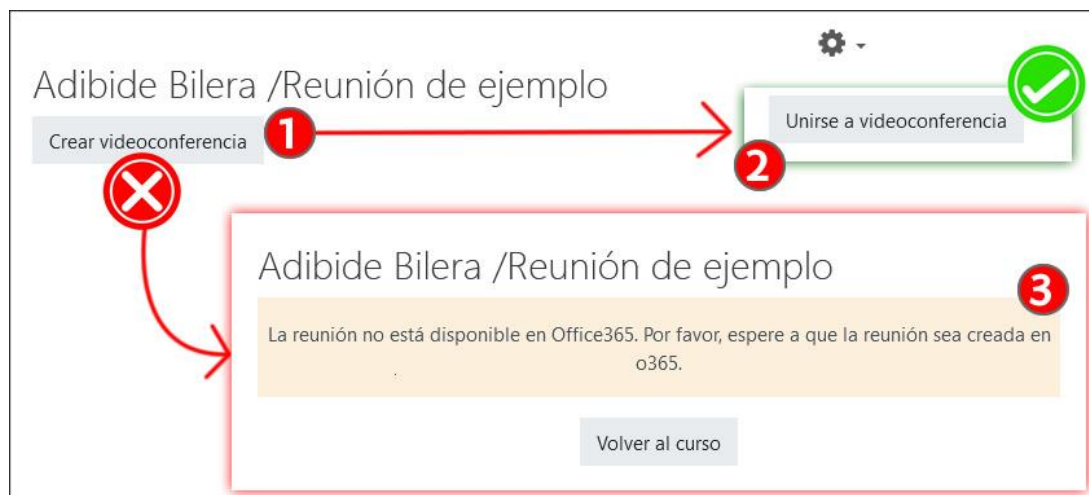 Adibide Bilera /Reunión de ejemplo
Crear videoconferencia
1
Unirse a videoconferencia
2
Adibide Bilera /Reunión de ejemplo
3
La reunión no está disponible en Office365. Por favor, espere a que la reunión sea creada en
o365.
Volver al curso